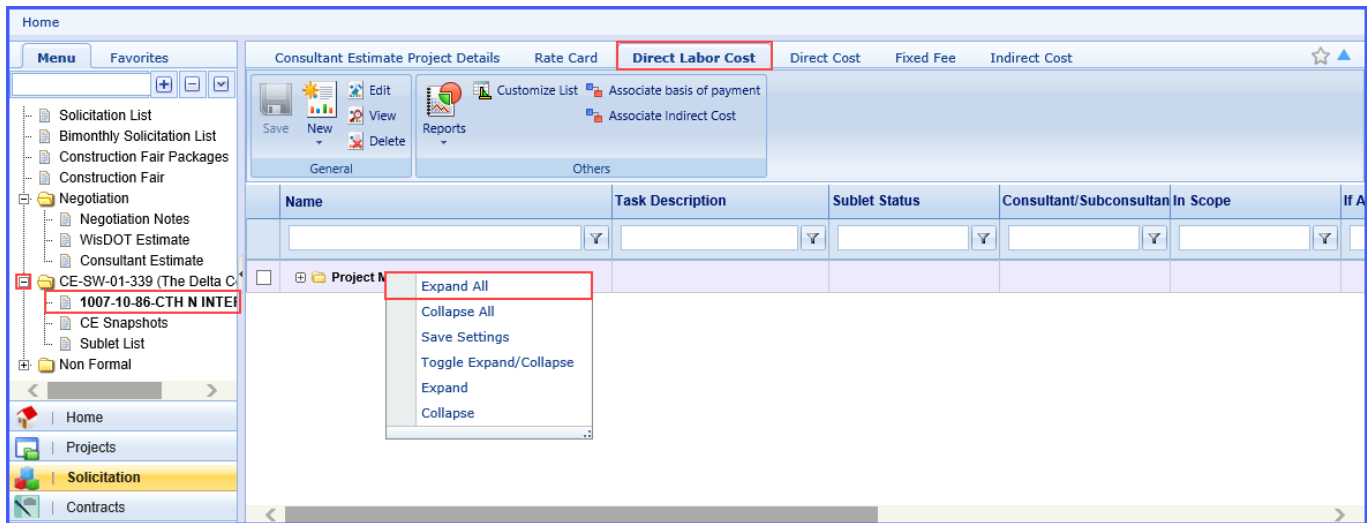 Home
Menu Favorites
Consultant Estimate Project Details Rate Card Direct Labor Cost Direct Cost Fixed Fee Indirect Cost
Save New Edit View Delete
General
Reports Customize List Associate basis of payment
Associate Indirect Cost
Others
Solicitation List
Bimonthly Solicitation List
Construction Fair Packages
Construction Fair
Negotiation
Negotiation Notes
WisDOT Estimate
Consultant Estimate
CE-SW-01-339 (The Delta C
1007-10-86-CTH N INTER
CE Snapshots
Sublet List
Non Formal
Home
Projects
Solicitation
Contracts
Name Task Description Sublet Status Consultant/Subconsultan In Scope If A
Project M
Expand All
Collapse All
Save Settings
Toggle Expand/Collapse
Expand
Collapse